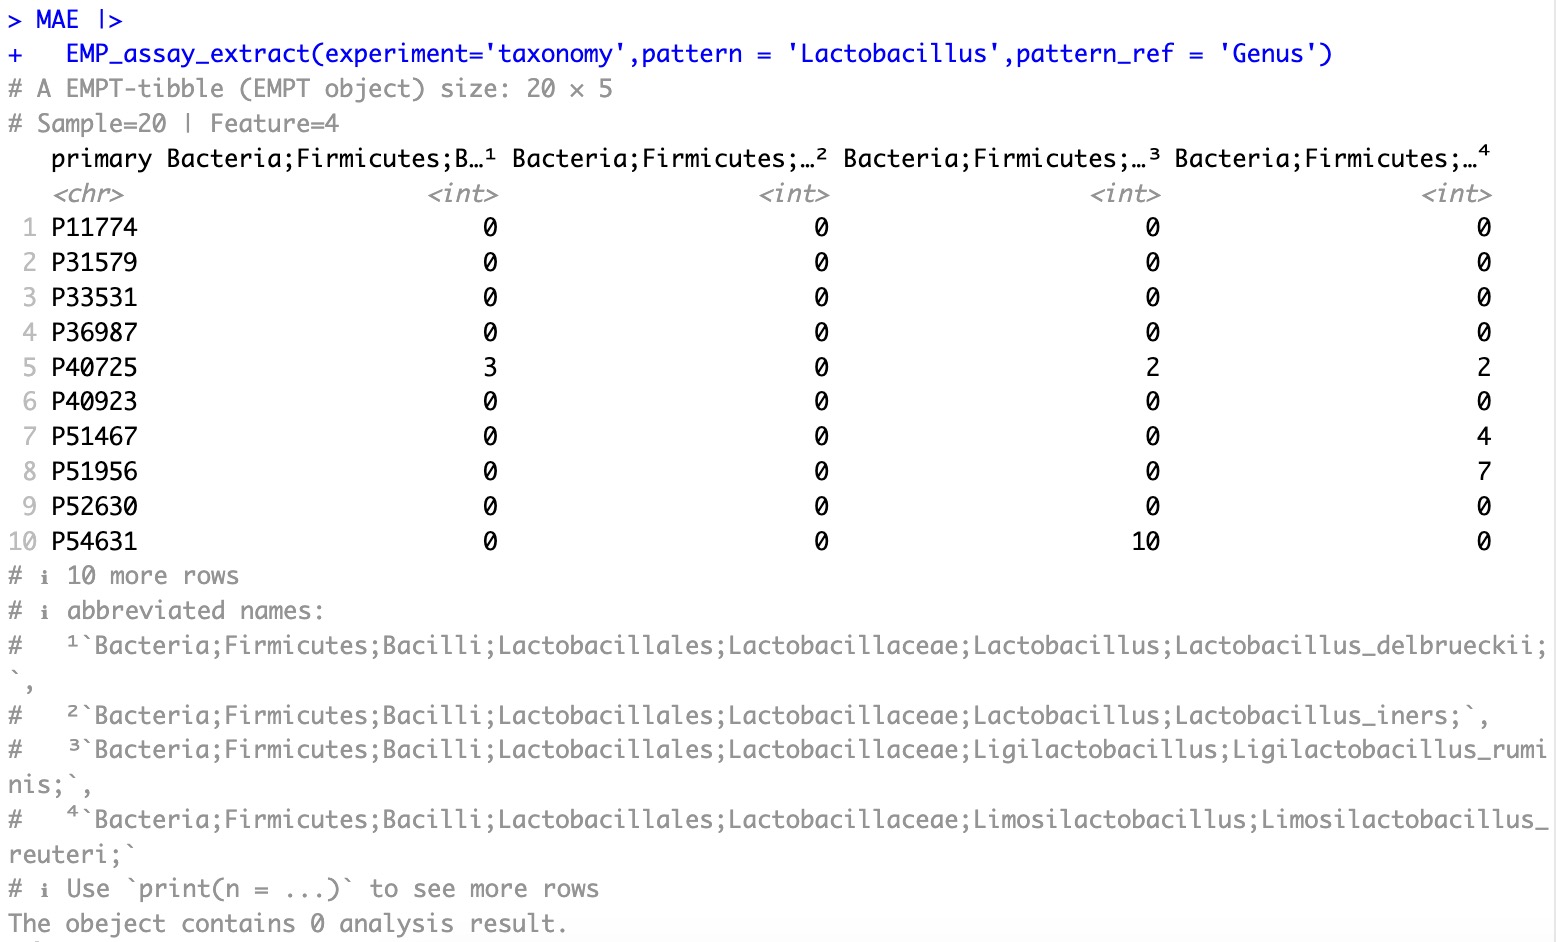 > MAE |>
+   EMP_assay_extract(experiment='taxonomy',pattern = 'Lactobacillus',pattern_ref = 'Genus')
# A EMPT-tibble (EMPT object) size: 20 × 5
# Sample=20 | Feature=4
   primary Bacteria;Firmicutes;B…¹ Bacteria;Firmicutes;…² Bacteria;Firmicutes;…³ Bacteria;Firmicutes;…⁴
   <chr>                     <int>                  <int>                  <int>                  <int>
 1 P11774                        0                      0                      0                      0
 2 P31579                        0                      0                      0                      0
 3 P33531                        0                      0                      0                      0
 4 P36987                        0                      0                      0                      0
 5 P40725                        3                      0                      2                      2
 6 P40923                        0                      0                      0                      0
 7 P51467                        0                      0                      0                      4
 8 P51956                        0                      0                      0                      7
 9 P52630                        0                      0                      0                      0
10 P54631                        0                      0                     10                      0
# ℹ 10 more rows
# ℹ abbreviated names:
#   ¹`Bacteria;Firmicutes;Bacilli;Lactobacillales;Lactobacillaceae;Lactobacillus;Lactobacillus_delbrueckii;
`,
#   ²`Bacteria;Firmicutes;Bacilli;Lactobacillales;Lactobacillaceae;Lactobacillus;Lactobacillus_iners;`,
#   ³`Bacteria;Firmicutes;Bacilli;Lactobacillales;Lactobacillaceae;Ligilactobacillus;Ligilactobacillus_rumi
nis;`,
#   ⁴`Bacteria;Firmicutes;Bacilli;Lactobacillales;Lactobacillaceae;Limosilactobacillus;Limosilactobacillus_
reuteri;`
# ℹ Use `print(n = ...)` to see more rows
The obeject contains 0 analysis result.